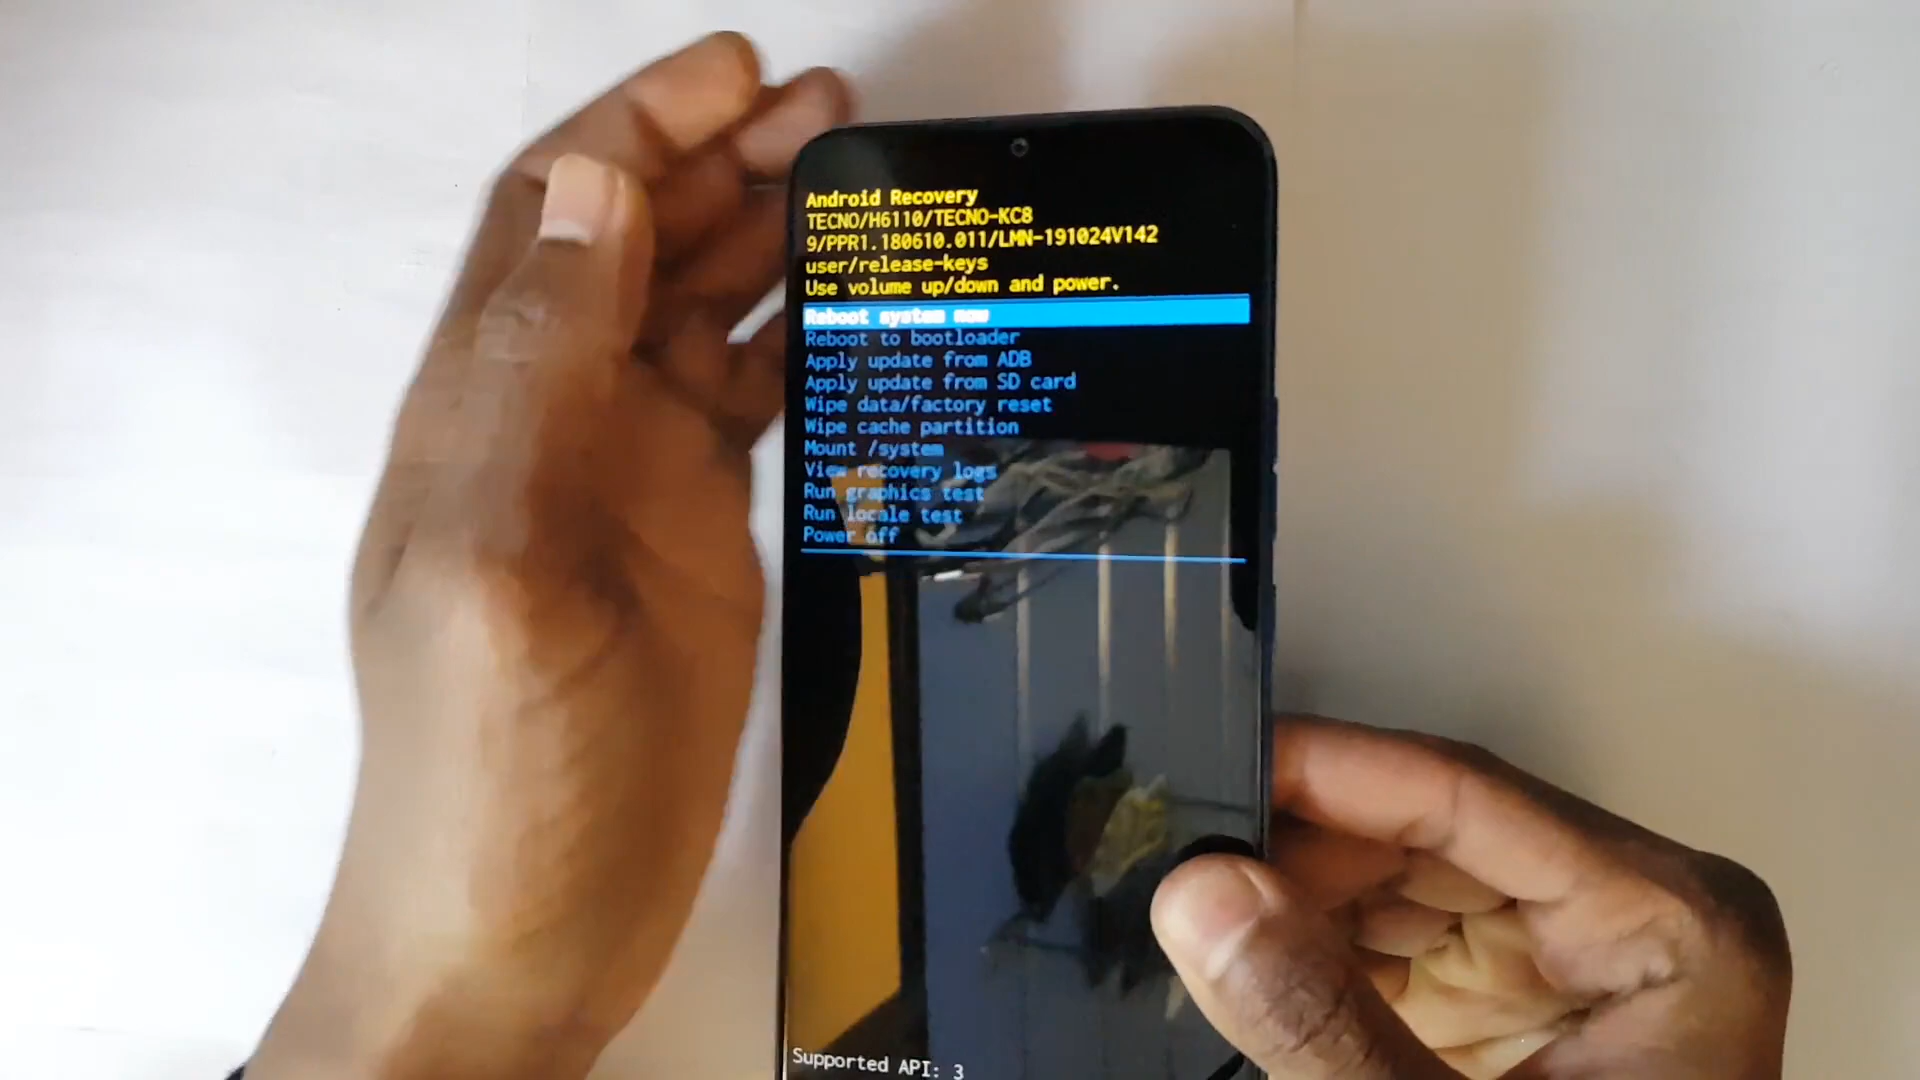 Android Recovery
TECNO/H6110/TECNO-KC8
9/PPR1.180610.011/LMN-191024V142
user/release-keys
Use volume up/down and power.
Reboot system now
Reboot to bootloader
Apply update from ADB
Apply update from SD card
Wipe data/factory reset
Wipe cache partition
Mount /system
View recovery logs
Run graphics test
Run locale test
Power off
Supported API: 3